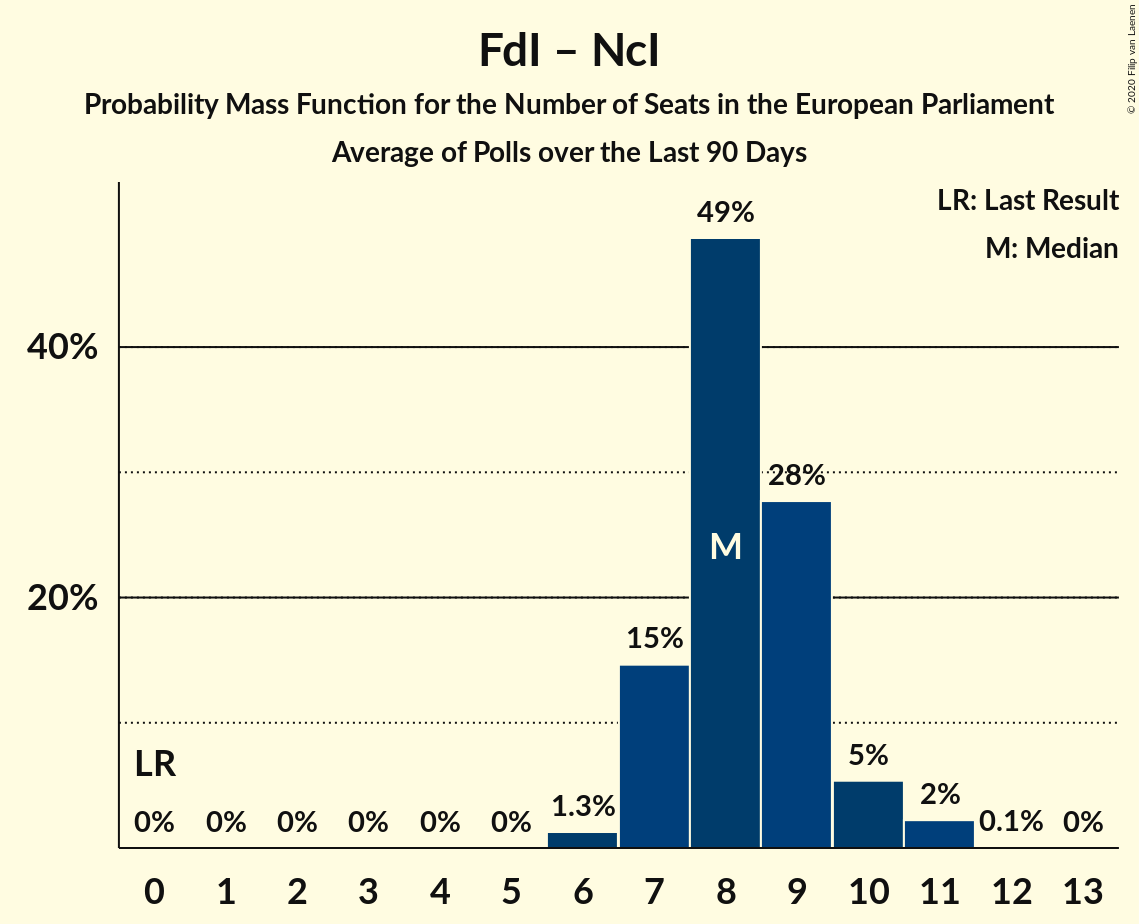 FdI – NcI
Probability Mass Function for the Number of Seats in the European Parliament
Average of Polls over the Last 90 Days
© 2020 Filip van Laenen
LR: Last Result
M: Median
49%
40%
28%
M
20%
15%
LR
5%
2%
1.3%
0% 0% 0% 0% 0% 0% 0.1% 0%
0 1 2 3 4 5 6 7 8 9 10 11 12 13